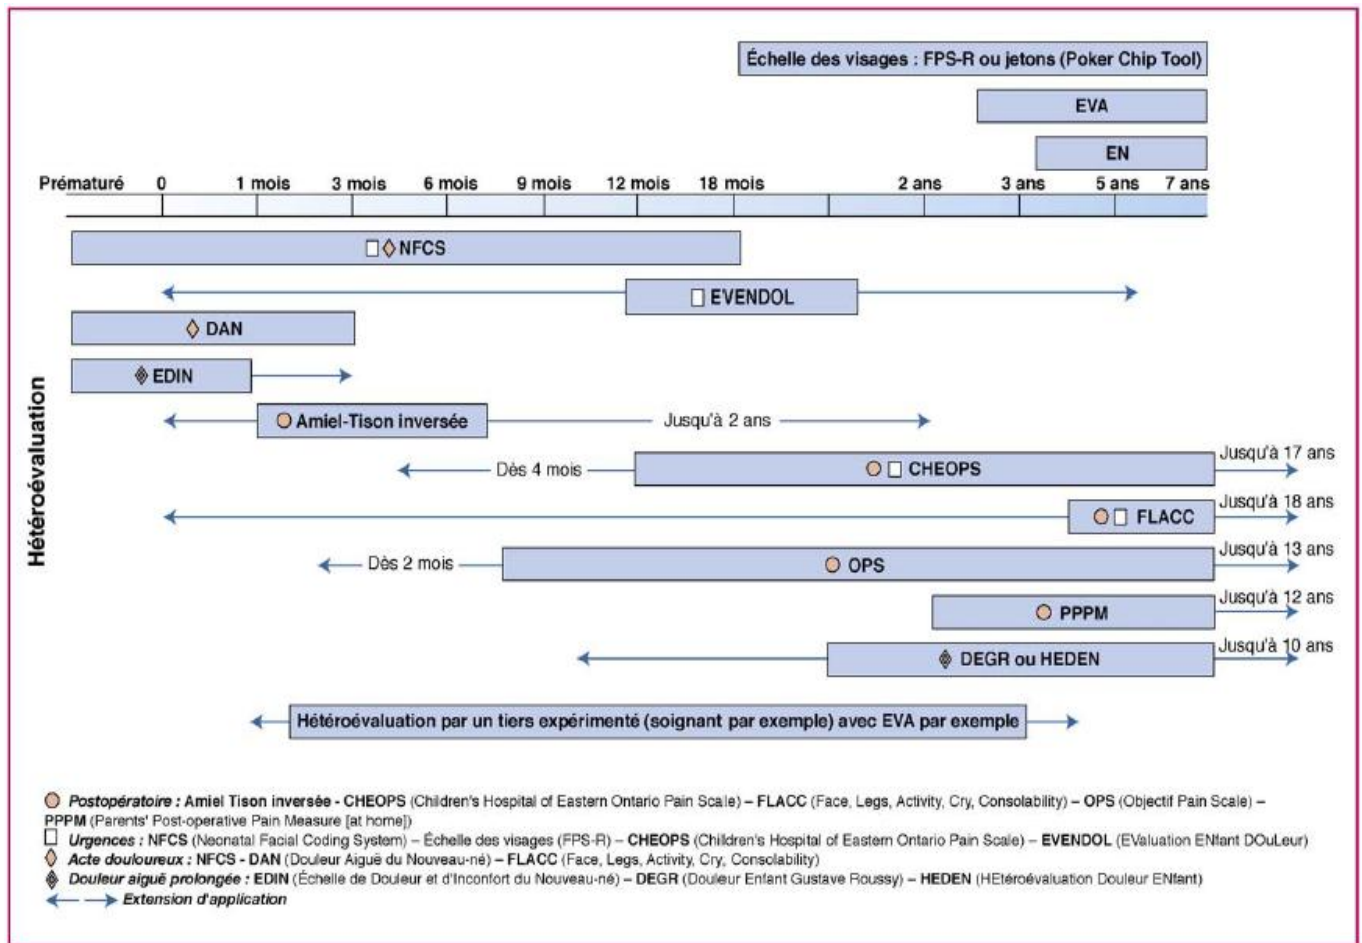 Échelle des visages : FPS-R ou jetons (Poker Chip Tool)
EVA
EN
Prématuré 0 1 mois 3 mois 6 mois 9 mois 12 mois 18 mois 2 ans 3 ans 5 ans 7 ans
Hétéroévaluation
NFCS
EVENDOL
DAN
EDIN
Amiel-Tison inversée Jusqu'à 2 ans
Dès 4 mois CHEOPS Jusqu'à 17 ans
FLACC Jusqu'à 18 ans
Dès 2 mois OPS Jusqu'à 13 ans
PPPM Jusqu'à 12 ans
DEGR ou HEDEN Jusqu'à 10 ans
Hétéroévaluation par un tiers expérimenté (soignant par exemple) avec EVA par exemple
Postopératoire : Amiel Tison inversée - CHEOPS (Children's Hospital of Eastern Ontario Pain Scale) – FLACC (Face, Legs, Activity, Cry, Consolability) – OPS (Objectif Pain Scale) –
PPPM (Parents' Post-operative Pain Measure [at home])
Urgences : NFCS (Neonatal Facial Coding System) – Échelle des visages (FPS-R) – CHEOPS (Children's Hospital of Eastern Ontario Pain Scale) – EVENDOL (EValuation ENfant DOuLeur)
Acte douloureux : NFCS - DAN (Douleur Aiguë du Nouveau-né) – FLACC (Face, Legs, Activity, Cry, Consolability)
Douleur aiguë prolongée : EDIN (Échelle de Douleur et d'Inconfort du Nouveau-né) – DEGR (Douleur Enfant Gustave Roussy) – HEDEN (HEtéroévaluation Douleur ENfant)
Extension d'application